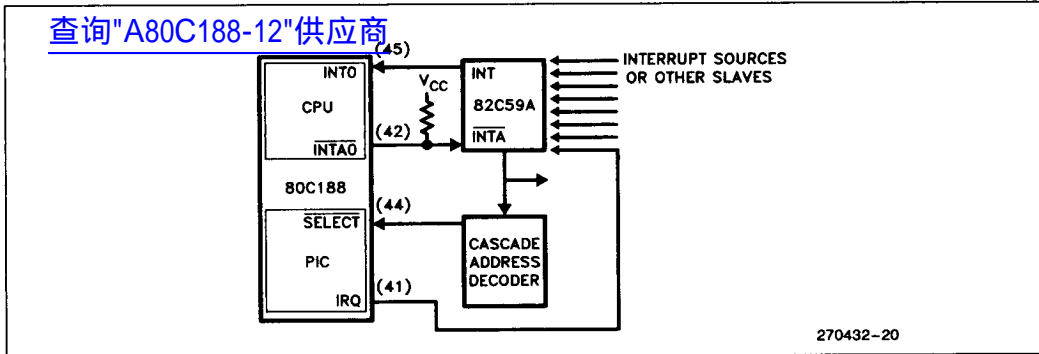 查询"A80C188-12"供应商
(45)
INT0
V_CC
CPU
(42)
INTA0
80C188
(44)
SELECT
PIC
(41)
IRQ
INT
82C59A
INTA
CASCADE
ADDRESS
DECODER
INTERRUPT SOURCES
OR OTHER SLAVES
270432-20